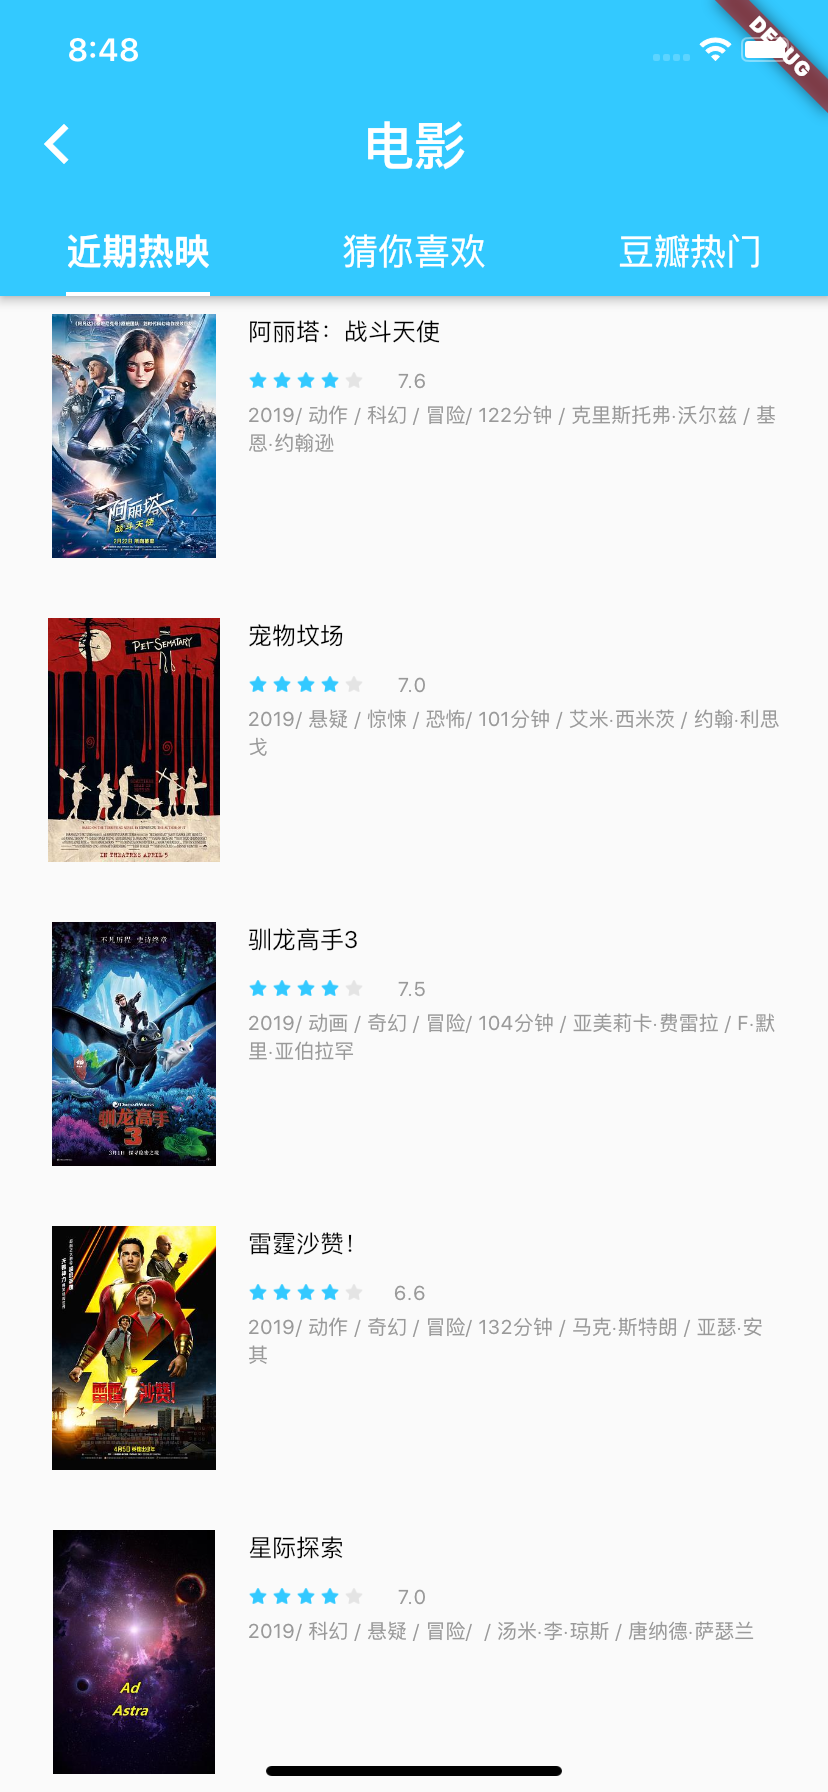 8:48
DEBUG
电影
近期热映
猜你喜欢
豆瓣热门
阿丽塔：战斗天使
7.6
2019/ 动作 / 科幻 / 冒险/ 122分钟 / 克里斯托弗·沃尔兹 / 基
恩·约翰逊
阿丽塔
战斗天使
宠物坟场
7.0
2019/ 悬疑 / 惊悚 / 恐怖/ 101分钟 / 艾米·西米茨 / 约翰·利思
戈
PET SEMATARY
IN THEATRES APRIL 5
驯龙高手3
7.5
2019/ 动画 / 奇幻 / 冒险/ 104分钟 / 亚美莉卡·费雷拉 / F·默
里·亚伯拉罕
驯龙高手
3
雷霆沙赞！
6.6
2019/ 动作 / 奇幻 / 冒险/ 132分钟 / 马克·斯特朗 / 亚瑟·安
其
雷霆沙赞!
星际探索
7.0
2019/ 科幻 / 悬疑 / 冒险/  / 汤米·李·琼斯 / 唐纳德·萨瑟兰
Ad
Astra